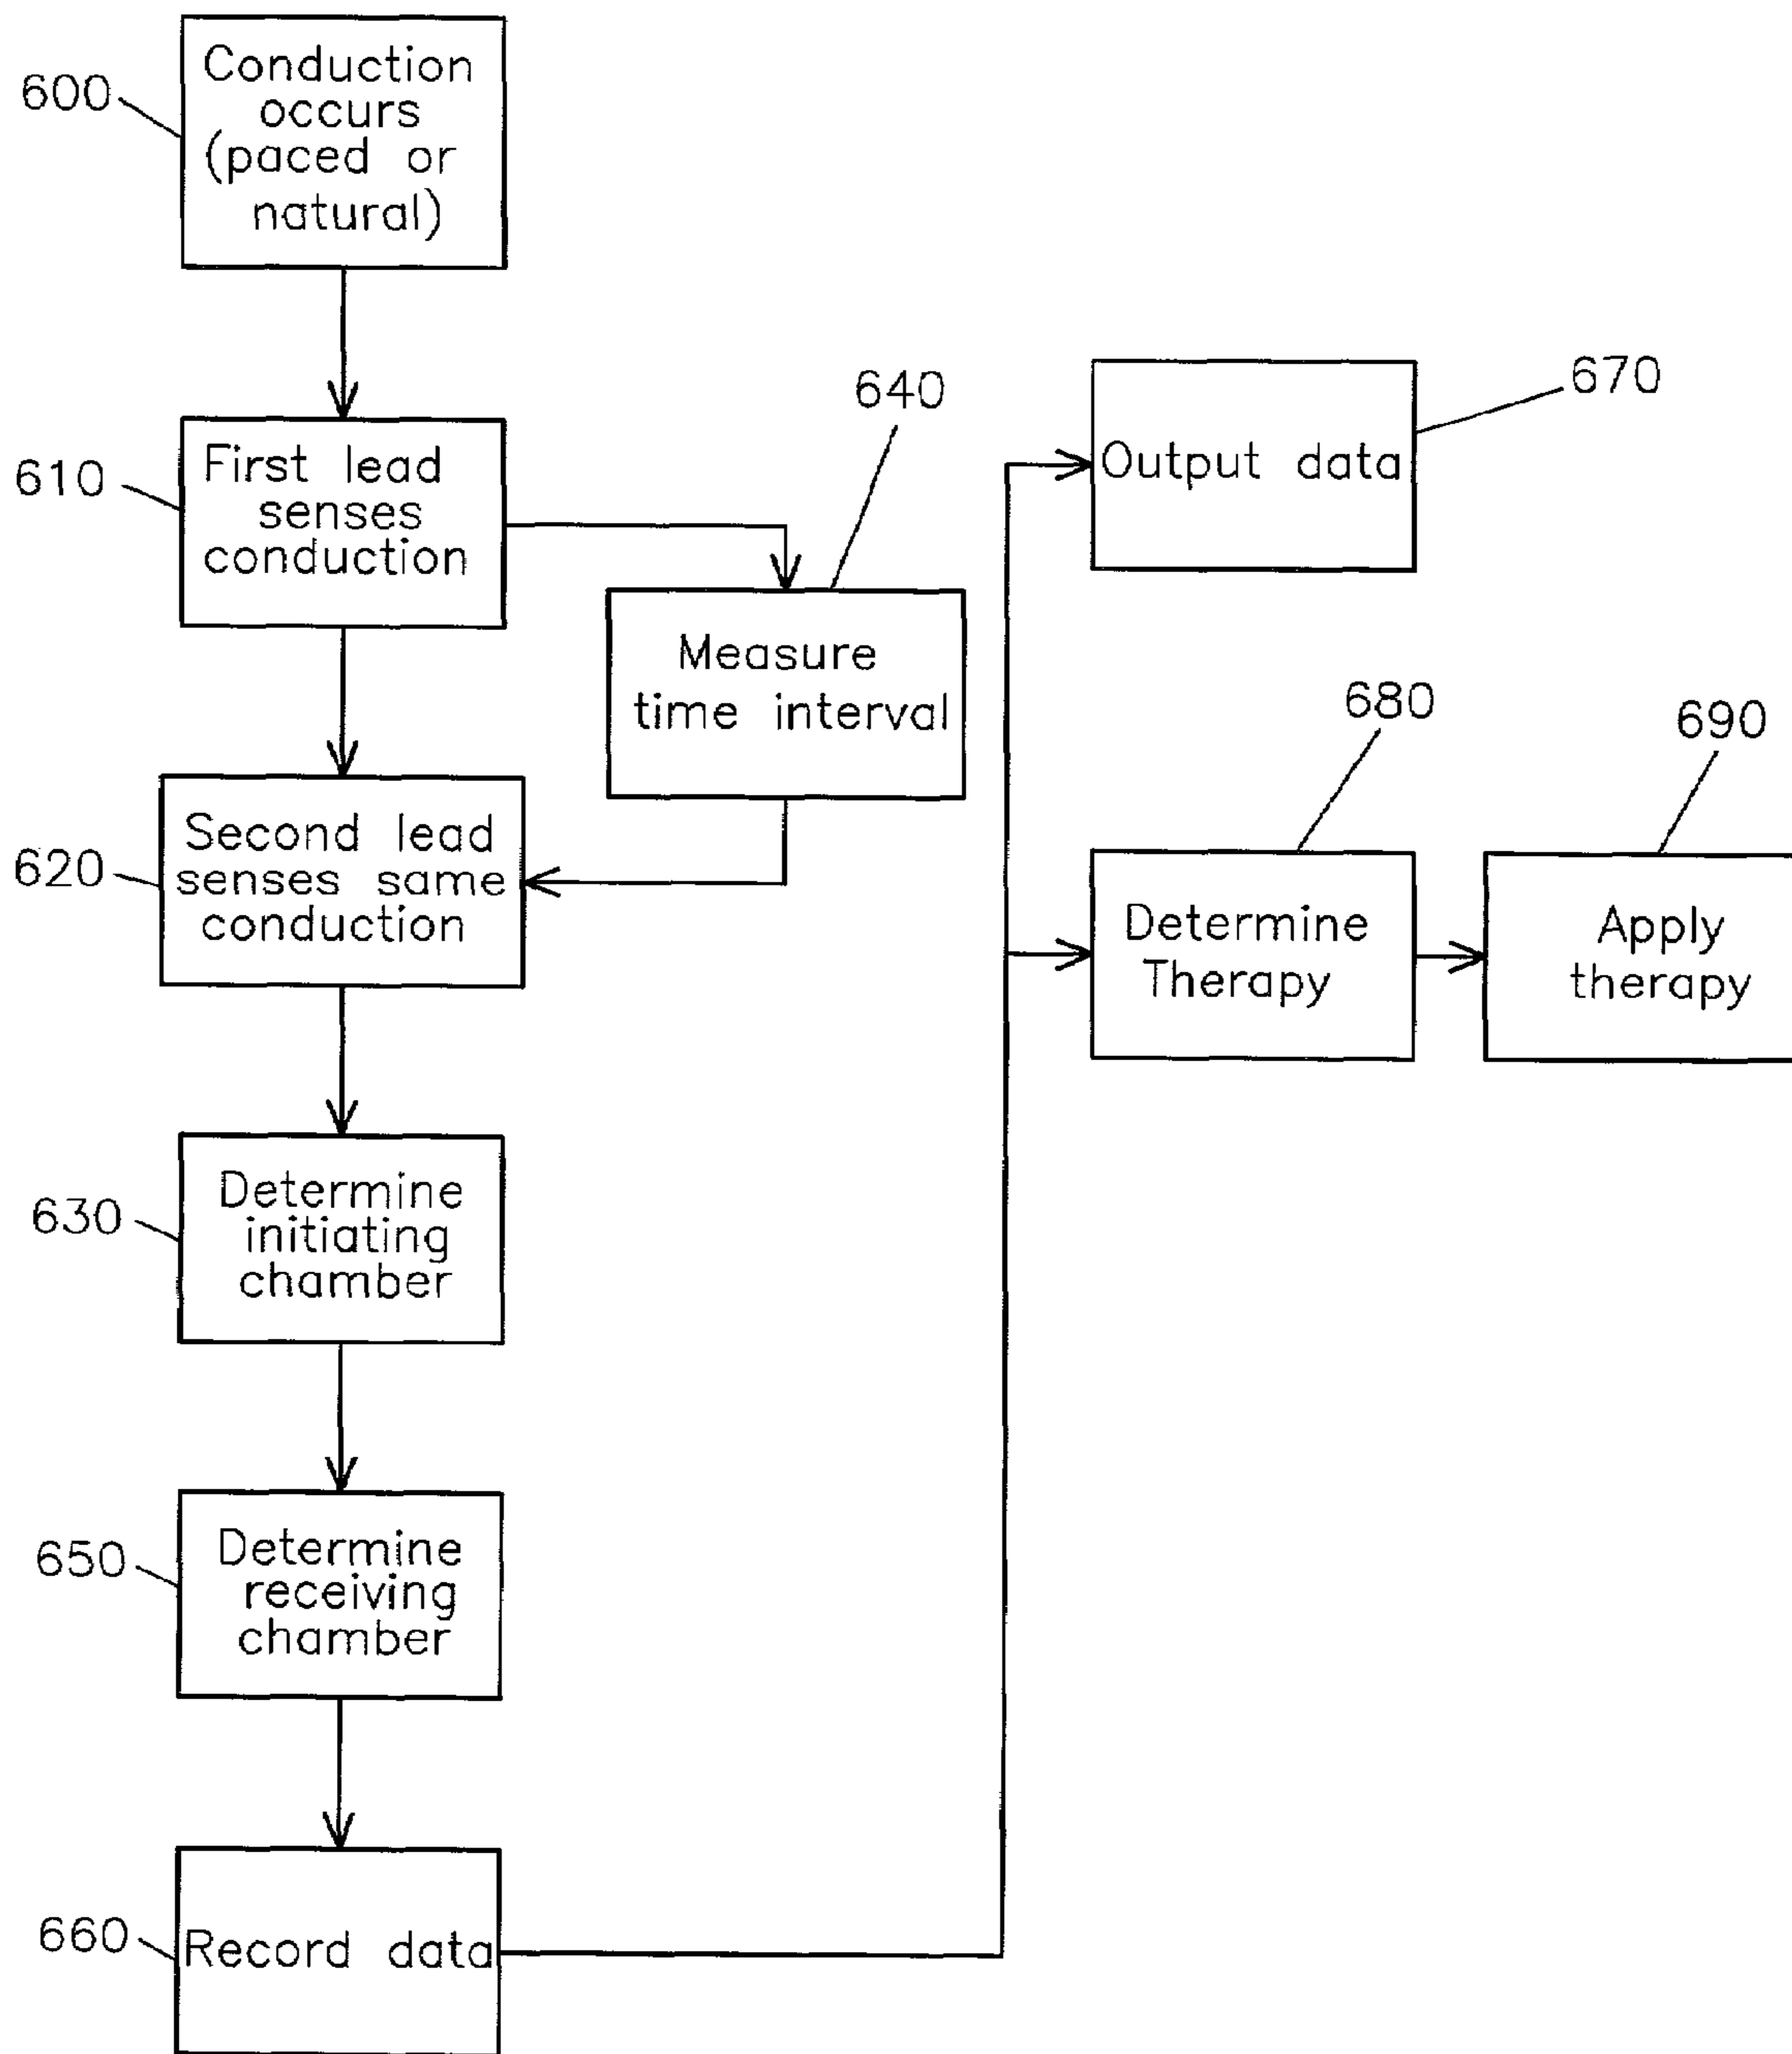 600
Conduction
occurs
(paced or
natural)
610
First lead
senses
conduction
640
Measure
time interval
620
Second lead
senses same
conduction
630
Determine
initiating
chamber
650
Determine
receiving
chamber
660
Record data
670
Output data
680
Determine
Therapy
690
Apply
therapy